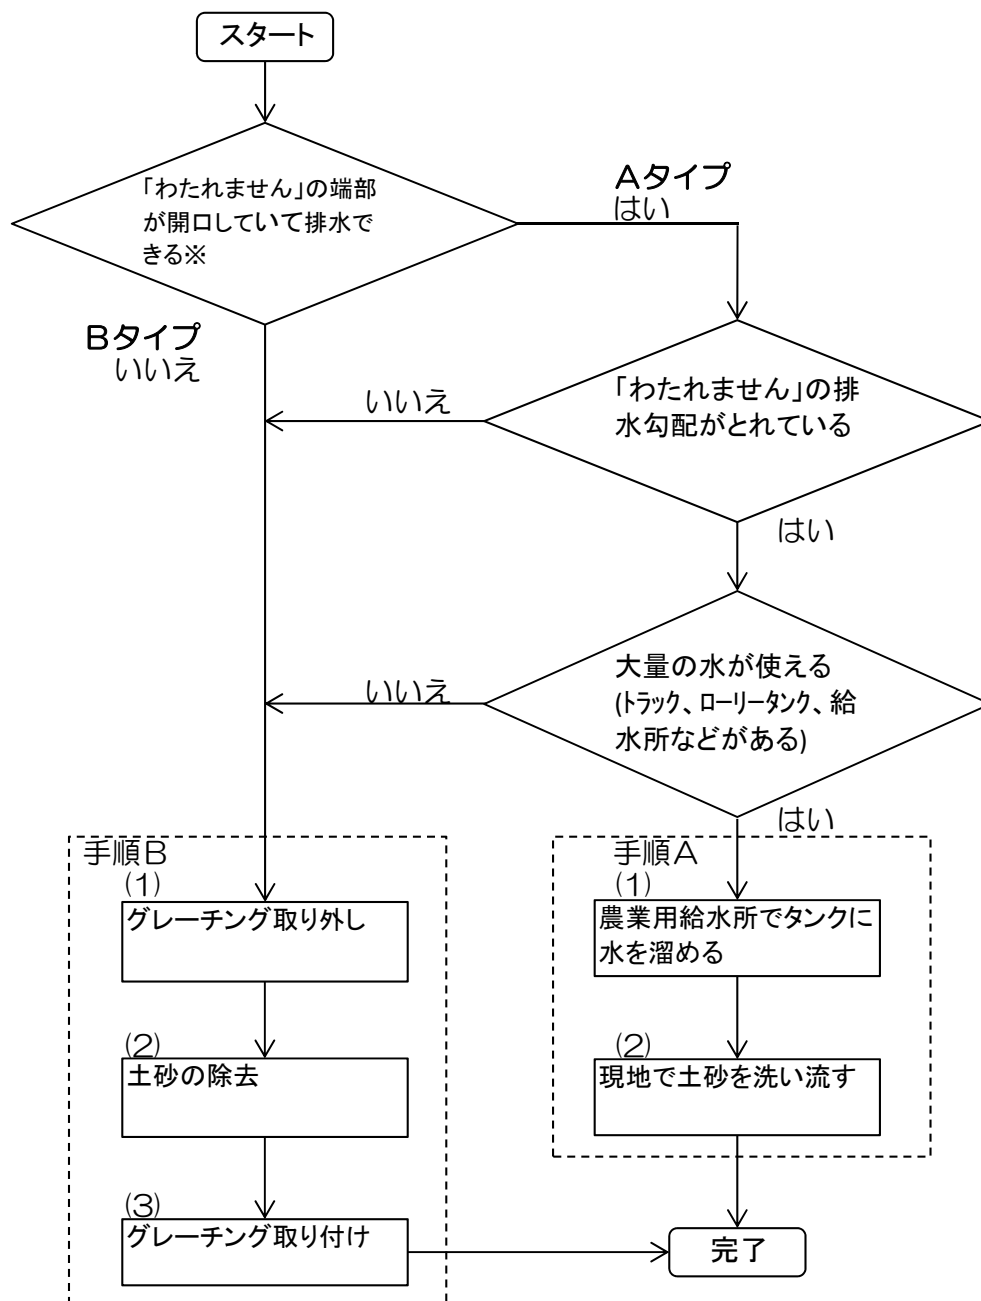 スタート
「わたれません」の端部
が開口していて排水で
きる※
Aタイプ
はい
Bタイプ
いいえ
「わたれません」の排
水勾配がとれている
いいえ
はい
大量の水が使える
(トラック、ローリータンク、給
水所などがある)
いいえ
はい
手順B
(1)
グレーチング取り外し
(2)
土砂の除去
(3)
グレーチング取り付け
手順A
(1)
農業用給水所でタンクに
水を溜める
(2)
現地で土砂を洗い流す
完了